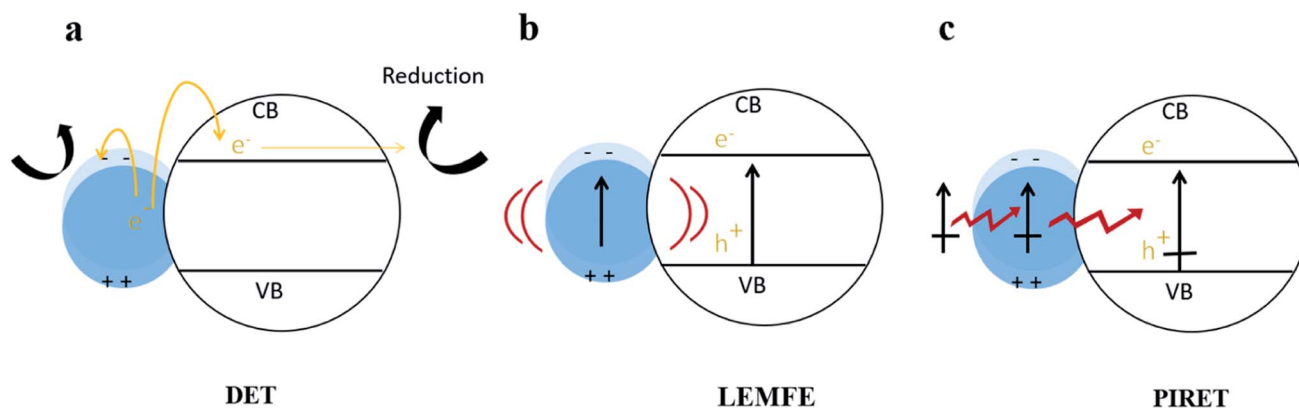 a
Reduction
CB
e-
- -
e-
++
VB
DET
b
CB
- -
e-
h+
++
VB
LEMFE
c
CB
- -
e-
h+
++
VB
PIRET